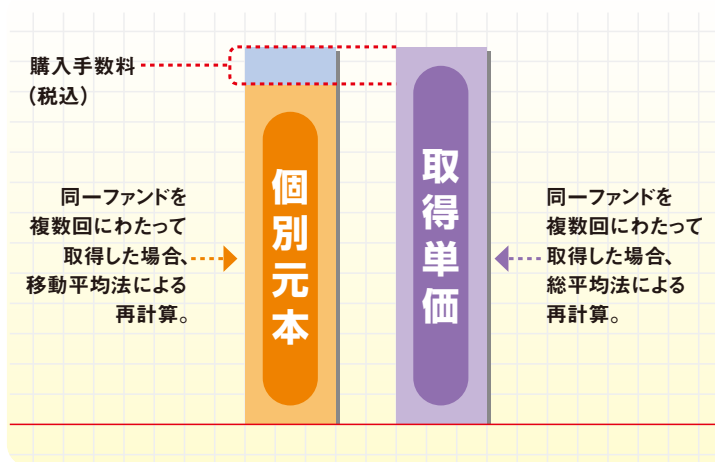 購入手数料
(税込)
個別元本
取得単価
同一ファンドを
複数回にわたって
取得した場合、
移動平均法による
再計算。
同一ファンドを
複数回にわたって
取得した場合、
総平均法による
再計算。